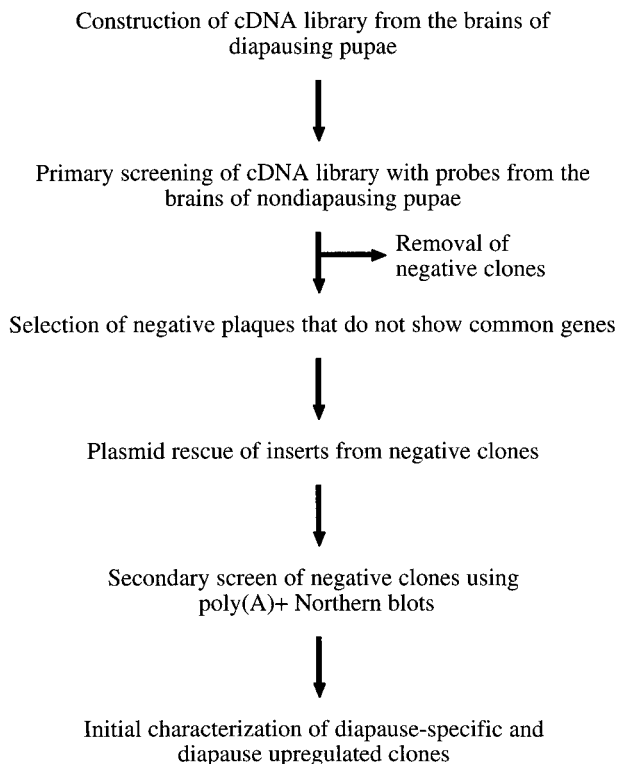 Construction of cDNA library from the brains of
diapausing pupae
Primary screening of cDNA library with probes from the
brains of nondiapausing pupae
Removal of
negative clones
Selection of negative plaques that do not show common genes
Plasmid rescue of inserts from negative clones
Secondary screen of negative clones using
poly(A)+ Northern blots
Initial characterization of diapause-specific and
diapause upregulated clones